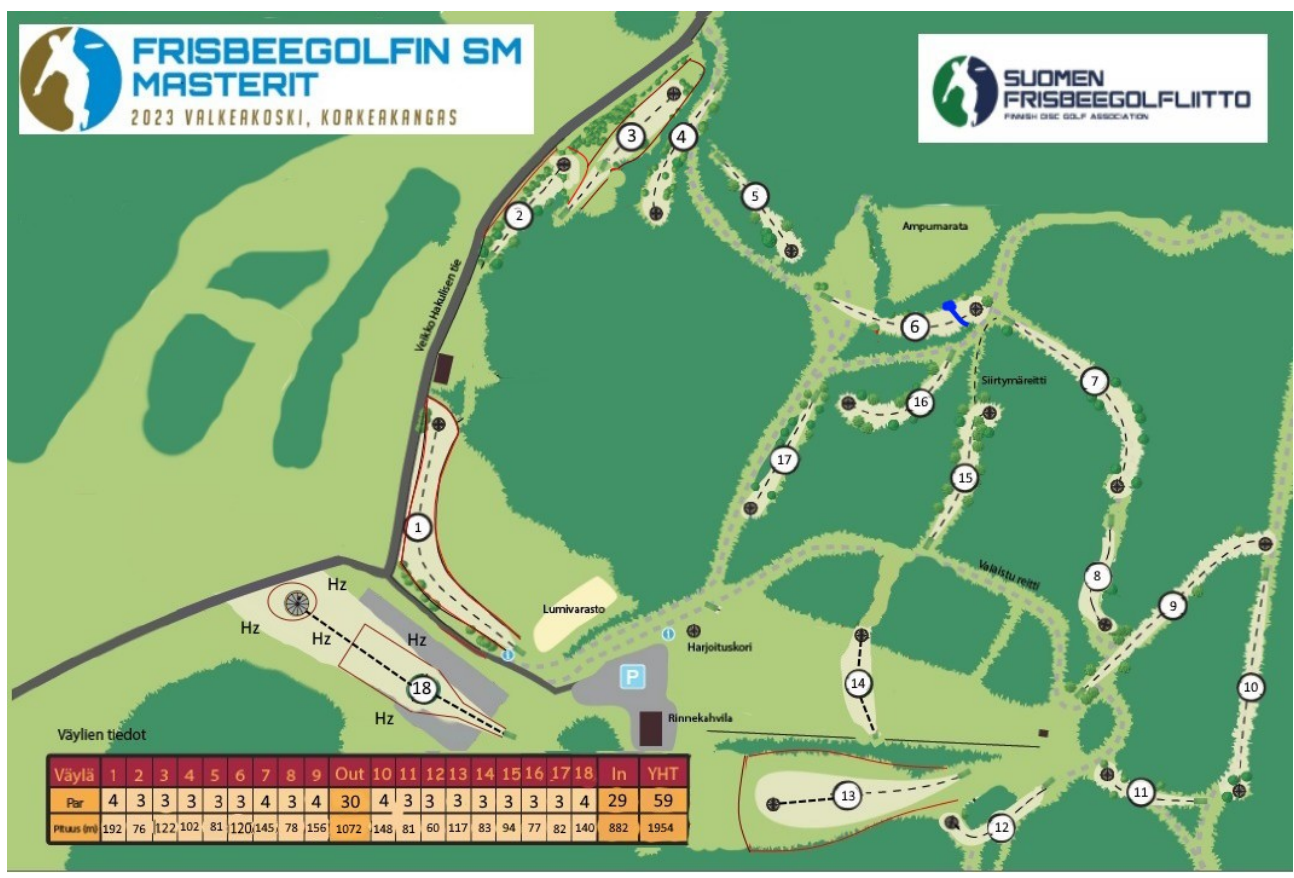 FRISBEEGOLFIN SM
MASTERIT
2023 VALKEAKOSKI, KORKEAKANGAS
SUOMEN
FRISBEEGOLFLIITTO
FINNISH DISC GOLF ASSOCIATION
3
4
5
2
Ampumarata
Veikko Hakulisen tie
6
Siirtymäreitti
7
16
17
15
1
Valaistu reitti
8
9
Hz
Hz
Hz
Hz
Lumivarasto
Harjoituskori
P
14
10
18
Hz
Rinnekahvila
13
11
12
Väylien tiedot
Väylä 1 2 3 4 5 6 7 8 9 Out 10 11 12 13 14 15 16 17 18 In YHT
Par 4 3 3 3 3 3 4 3 4 30 4 3 3 3 3 3 3 3 4 29 59
Pituus (m) 192 76 122 102 81 120 145 78 156 1072 148 81 60 117 83 94 77 82 140 882 1954